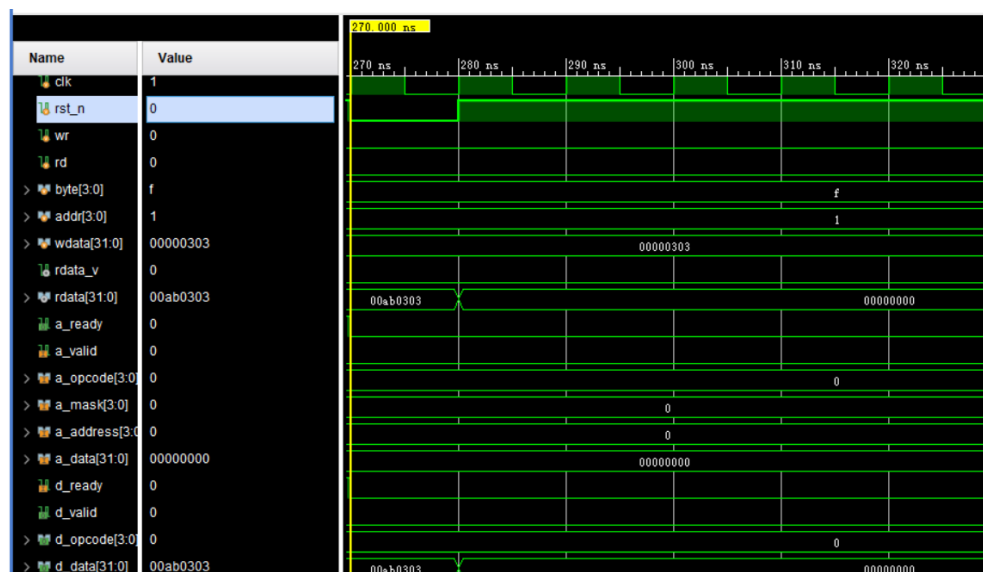 270.000 ns
Name Value
270 ns 280 ns 290 ns 300 ns 310 ns 320 ns
clk 1
rst_n 0
wr 0
rd 0
byte[3:0] f f
addr[3:0] 1 1
wdata[31:0] 00000303 00000303
rdata_v 0
rdata[31:0] 00ab0303 00ab0303 00000000
a_ready 0
a_valid 0
a_opcode[3:0] 0 0
a_mask[3:0] 0 0
a_address[3:0 0 0
a_data[31:0] 00000000 00000000
d_ready 0
d_valid 0
d_opcode[3:0] 0 0
d_data[31:0] 00ab0303 00ab0303 00000000